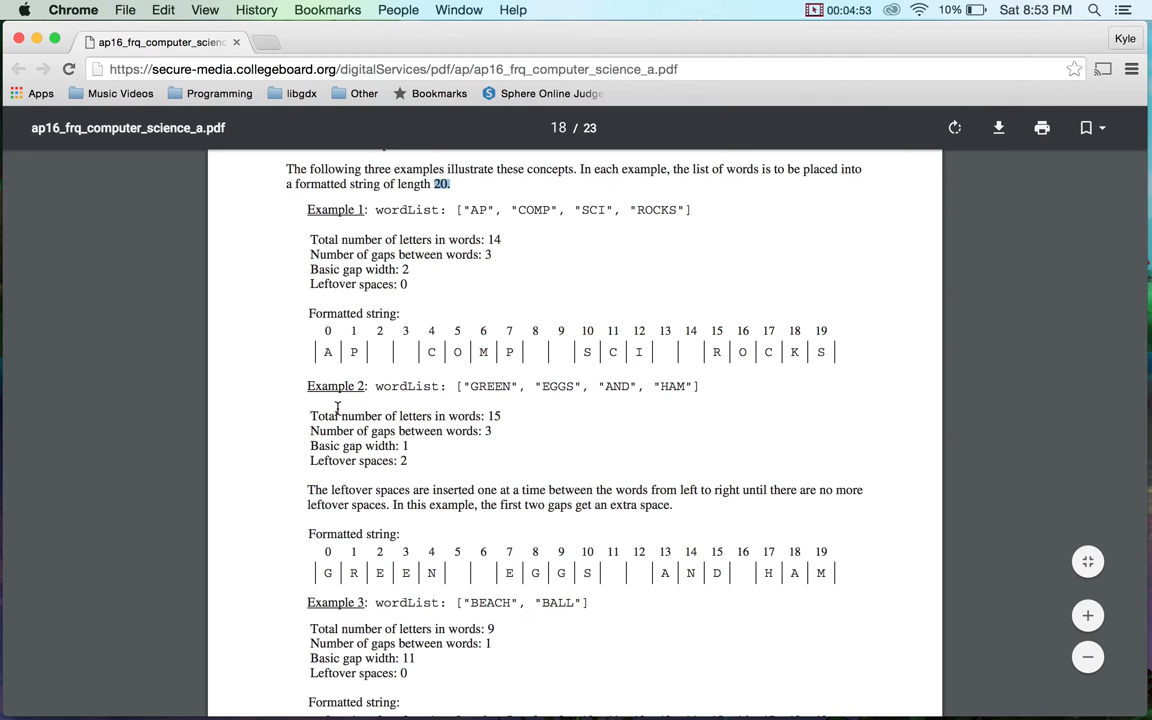 Chrome File Edit View History Bookmarks People Window Help 00:04:53 10% Sat 8:53 PM
ap16_frq_computer_scienc Kyle
https://secure-media.collegeboard.org/digitalServices/pdf/ap/ap16_frq_computer_science_a.pdf
Apps Music Videos Programming libgdx Other Bookmarks Sphere Online Judge
ap16_frq_computer_science_a.pdf 18 / 23
The following three examples illustrate these concepts. In each example, the list of words is to be placed into
a formatted string of length 20.
Example 1: wordList: ["AP", "COMP", "SCI", "ROCKS"]
Total number of letters in words: 14
Number of gaps between words: 3
Basic gap width: 2
Leftover spaces: 0
Formatted string:
0 1 2 3 4 5 6 7 8 9 10 11 12 13 14 15 16 17 18 19
A P C O M P S C I R O C K S
Example 2: wordList: ["GREEN", "EGGS", "AND", "HAM"]
Total number of letters in words: 15
Number of gaps between words: 3
Basic gap width: 1
Leftover spaces: 2
The leftover spaces are inserted one at a time between the words from left to right until there are no more
leftover spaces. In this example, the first two gaps get an extra space.
Formatted string:
0 1 2 3 4 5 6 7 8 9 10 11 12 13 14 15 16 17 18 19
G R E E N E G G S A N D H A M
Example 3: wordList: ["BEACH", "BALL"]
Total number of letters in words: 9
Number of gaps between words: 1
Basic gap width: 11
Leftover spaces: 0
Formatted string: